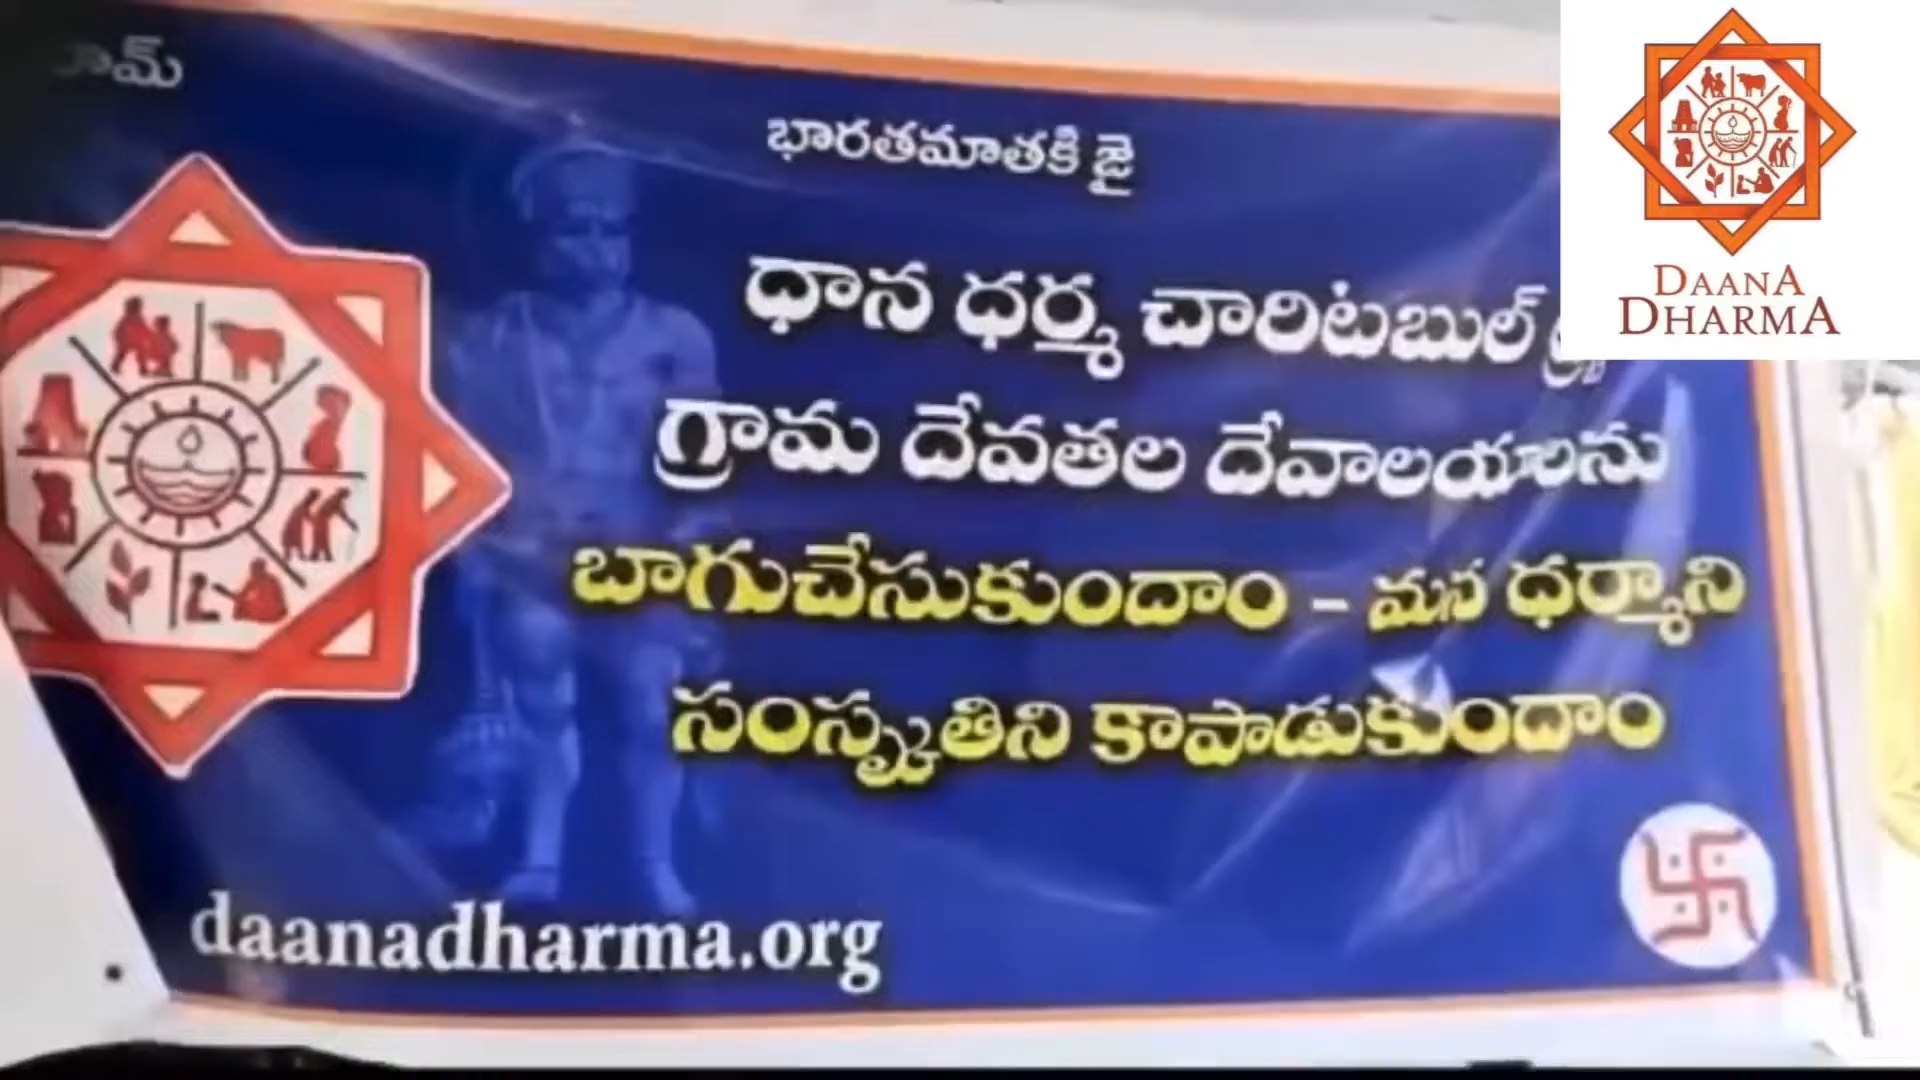 భారతమాతకి జై
ధాన ధర్మ చారిటబుల్
గ్రామ దేవతల దేవాలయాలను
బాగుచేసుకుందాం – మన ధర్మాని
సంస్కృతిని కాపాడుకుందాం
daanadharma.org
DAANA
DHARMA